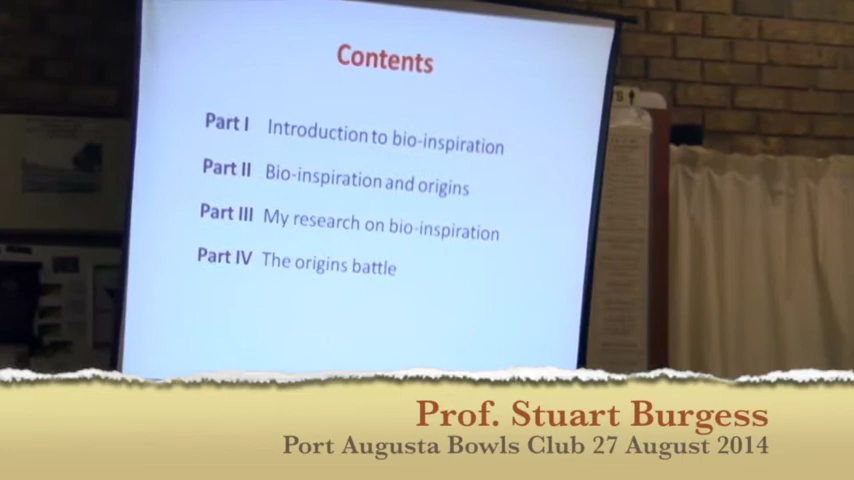 Contents
Part I Introduction to bio-inspiration
Part II Bio-inspiration and origins
Part III My research on bio-inspiration
Part IV The origins battle
Prof. Stuart Burgess
Port Augusta Bowls Club 27 August 2014